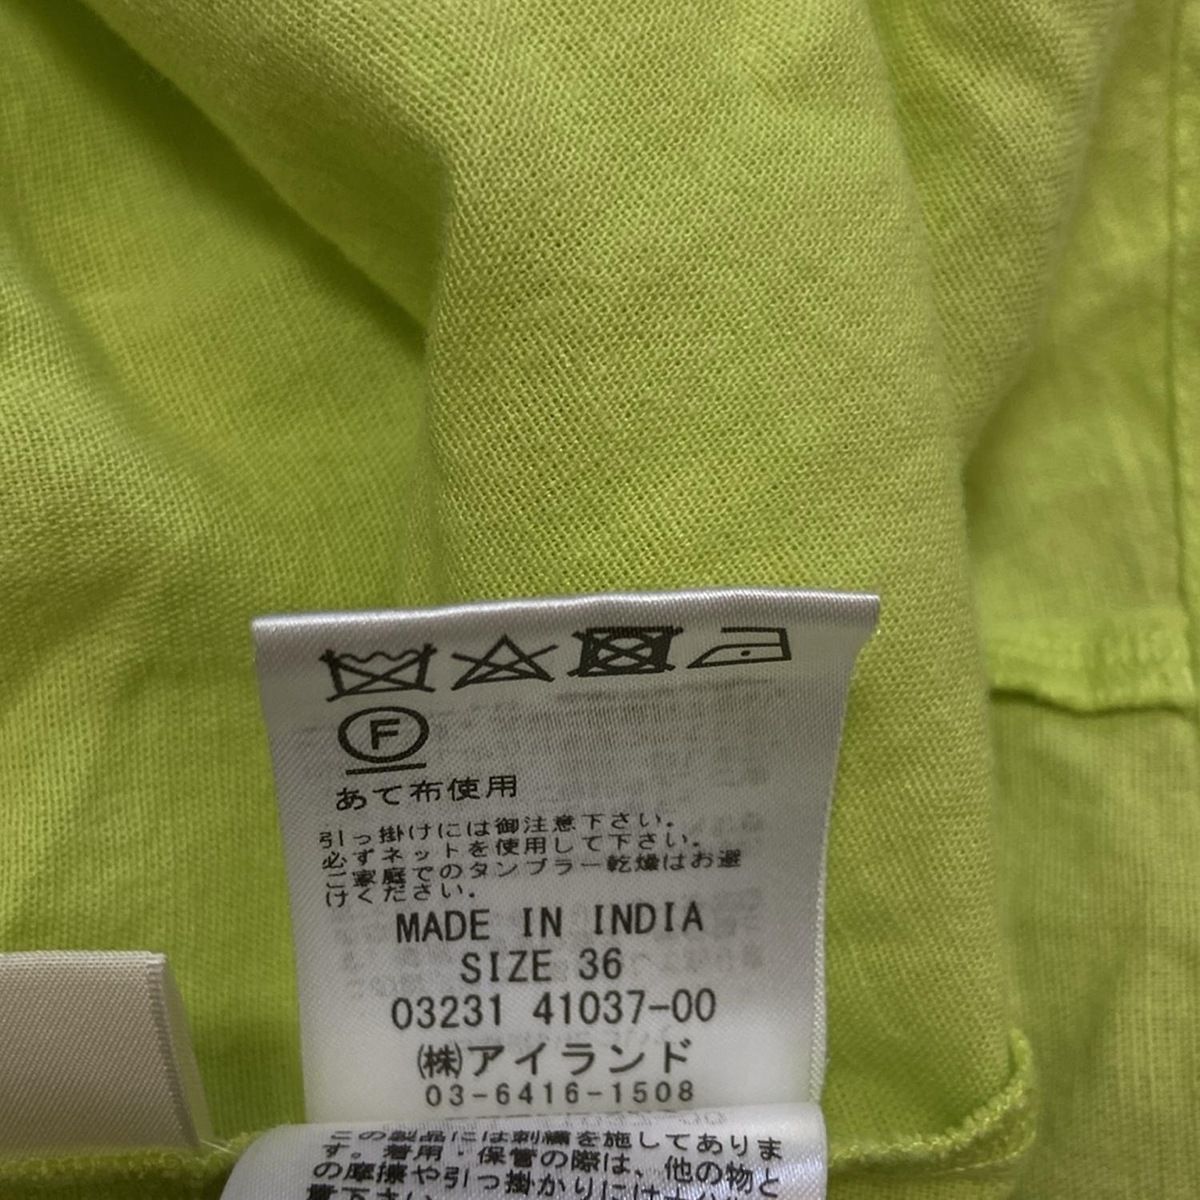 F
あて布使用
引っ掛けには御注意下さい。
必ずネットを使用して下さい。
ご家庭でのタンブラー乾燥はお避
けください。
MADE IN INDIA
SIZE 36
03231 41037-00
㈱アイランド
03-6416-1508
この製品には刺繍を施してありま
す。着用・保管の際は、他の物と
の摩擦や引っ掛かりには十分